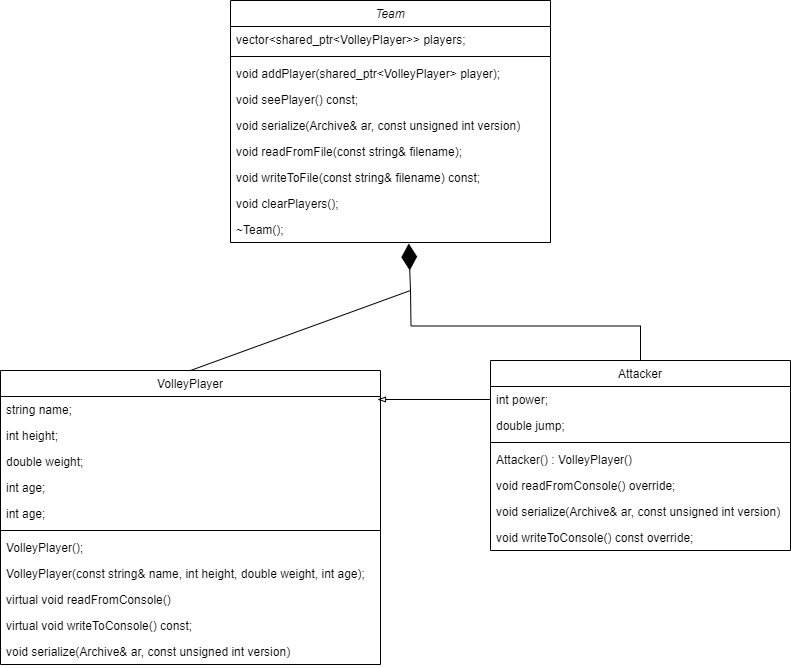 Team
vector<shared_ptr<VolleyPlayer>> players;
void addPlayer(shared_ptr<VolleyPlayer> player);
void seePlayer() const;
void serialize(Archive& ar, const unsigned int version)
void readFromFile(const string& filename);
void writeToFile(const string& filename) const;
void clearPlayers();
~Team();
VolleyPlayer
string name;
int height;
double weight;
int age;
int age;
VolleyPlayer();
VolleyPlayer(const string& name, int height, double weight, int age);
virtual void readFromConsole()
virtual void writeToConsole() const;
void serialize(Archive& ar, const unsigned int version)
Attacker
int power;
double jump;
Attacker() : VolleyPlayer()
void readFromConsole() override;
void serialize(Archive& ar, const unsigned int version)
void writeToConsole() const override;